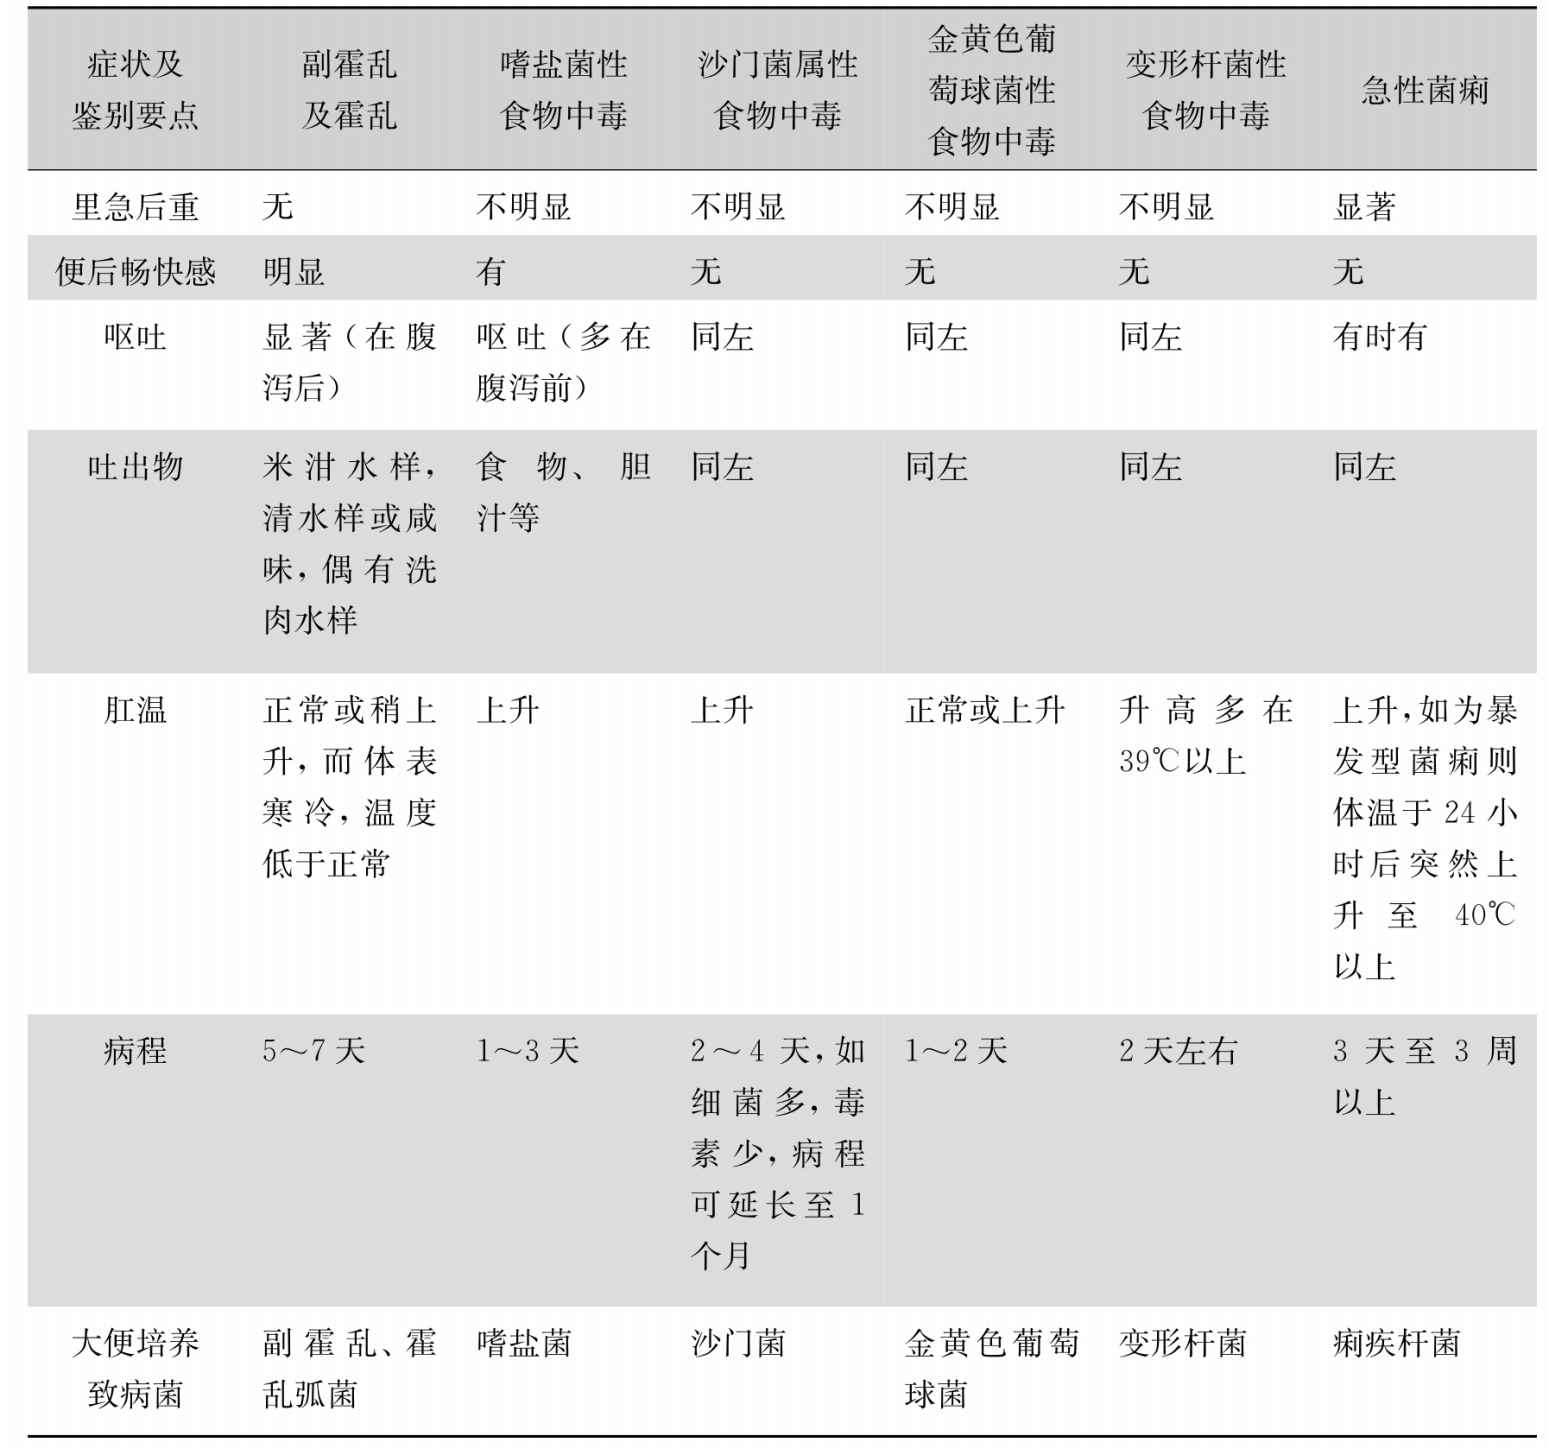 症状及
鉴别要点
副霍乱
及霍乱
嗜盐菌性
食物中毒
沙门菌属性
食物中毒
金黄色葡
萄球菌性
食物中毒
变形杆菌性
食物中毒
急性菌痢
里急后重
无
不明显
不明显
不明显
不明显
显著
便后畅快感
明显
有
无
无
无
无
呕吐
显著（在腹
泻后）
呕吐（多在
腹泻前）
同左
同左
同左
有时有
吐出物
米泔水样，
清水样或咸
味，偶有洗
肉水样
食物、胆
汁等
同左
同左
同左
同左
肛温
正常或稍上
升，而体表
寒冷，温度
低于正常
上升
上升
正常或上升
升高多在
39℃以上
上升，如为暴
发型菌痢则
体温于24小
时后突然上
升至40℃
以上
病程
5～7天
1～3天
2～4天，如
细菌多，毒
素少，病程
可延长至1
个月
1～2天
2天左右
3天至3周
以上
大便培养
致病菌
副霍乱、霍
乱弧菌
嗜盐菌
沙门菌
金黄色葡萄
球菌
变形杆菌
痢疾杆菌